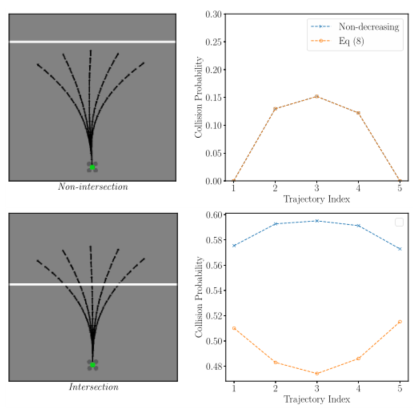 0.30
0.25
0.20
0.15
0.10
0.05
0.00
Collision Probability
Non-decreasing
Eq (8)
1 2 3 4 5
Trajectory Index
Non-intersection
0.60
0.58
0.56
0.54
0.52
0.50
0.48
Collision Probability
1 2 3 4 5
Trajectory Index
Intersection